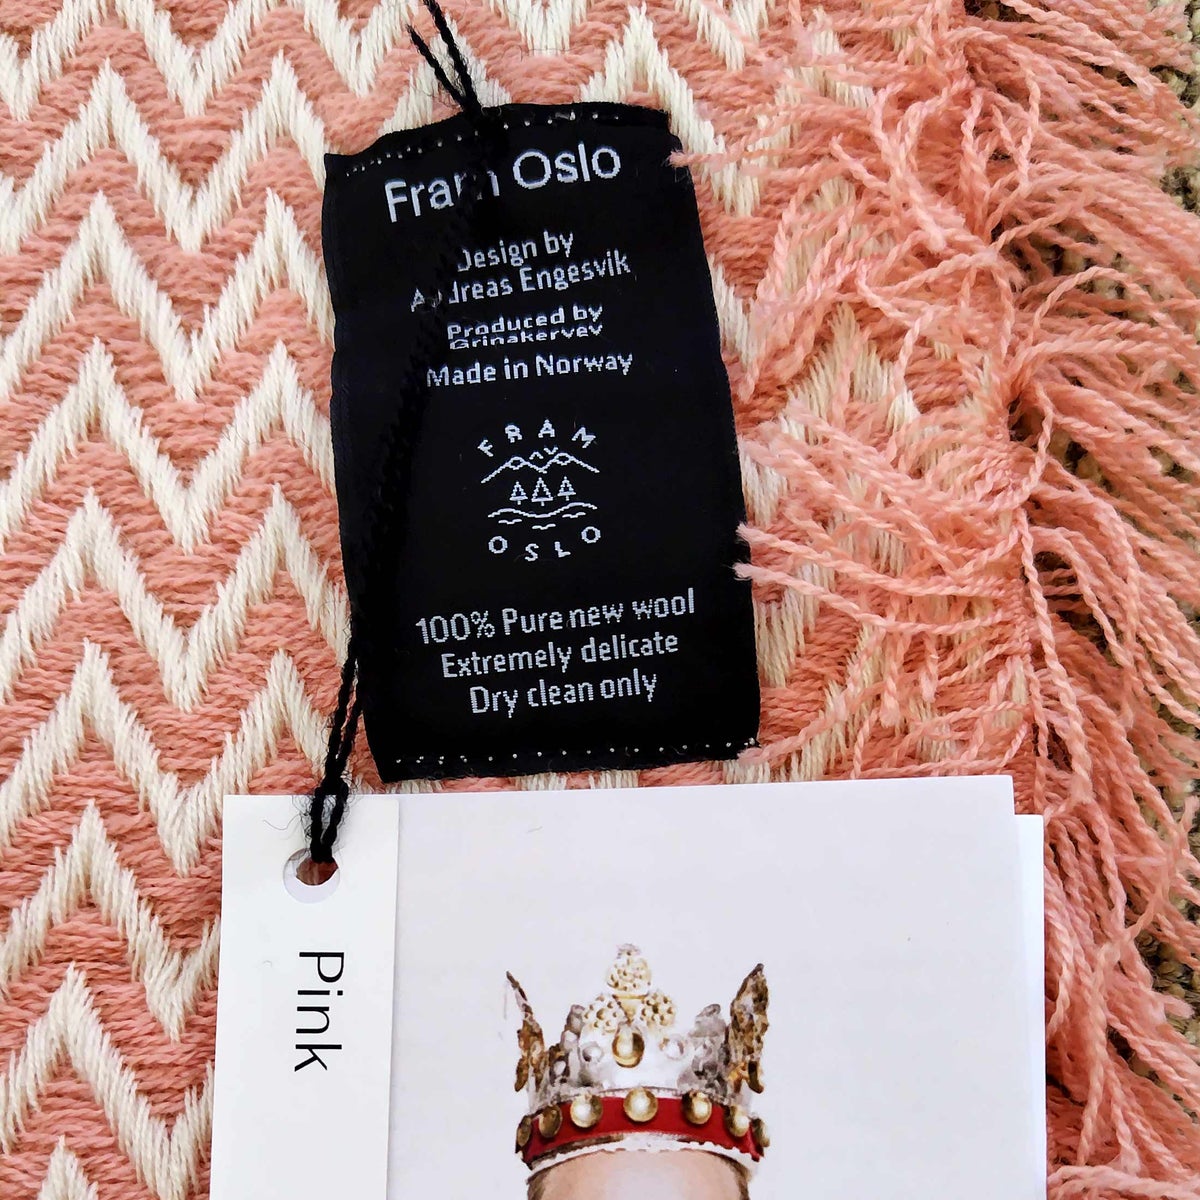 Fram Oslo
Design by
Andreas Engesvik
Produced by
Grinakervev
Made in Norway
FRAM
OSLO
100% Pure new wool
Extremely delicate
Dry clean only
Pink